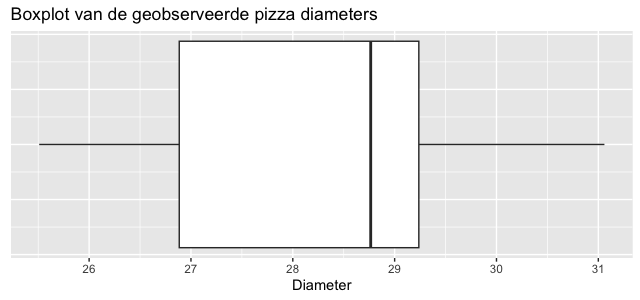 Boxplot van de geobserveerde pizza diameters
26 27 28 29 30 31
Diameter